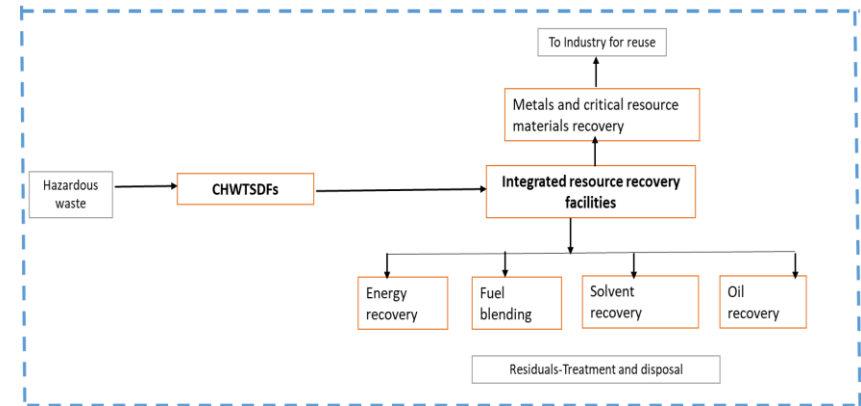 To Industry for reuse
Metals and critical resource
materials recovery
Hazardous
waste
CHWTSDFs
Integrated resource recovery
facilities
Energy
recovery
Fuel
blending
Solvent
recovery
Oil
recovery
Residuals-Treatment and disposal